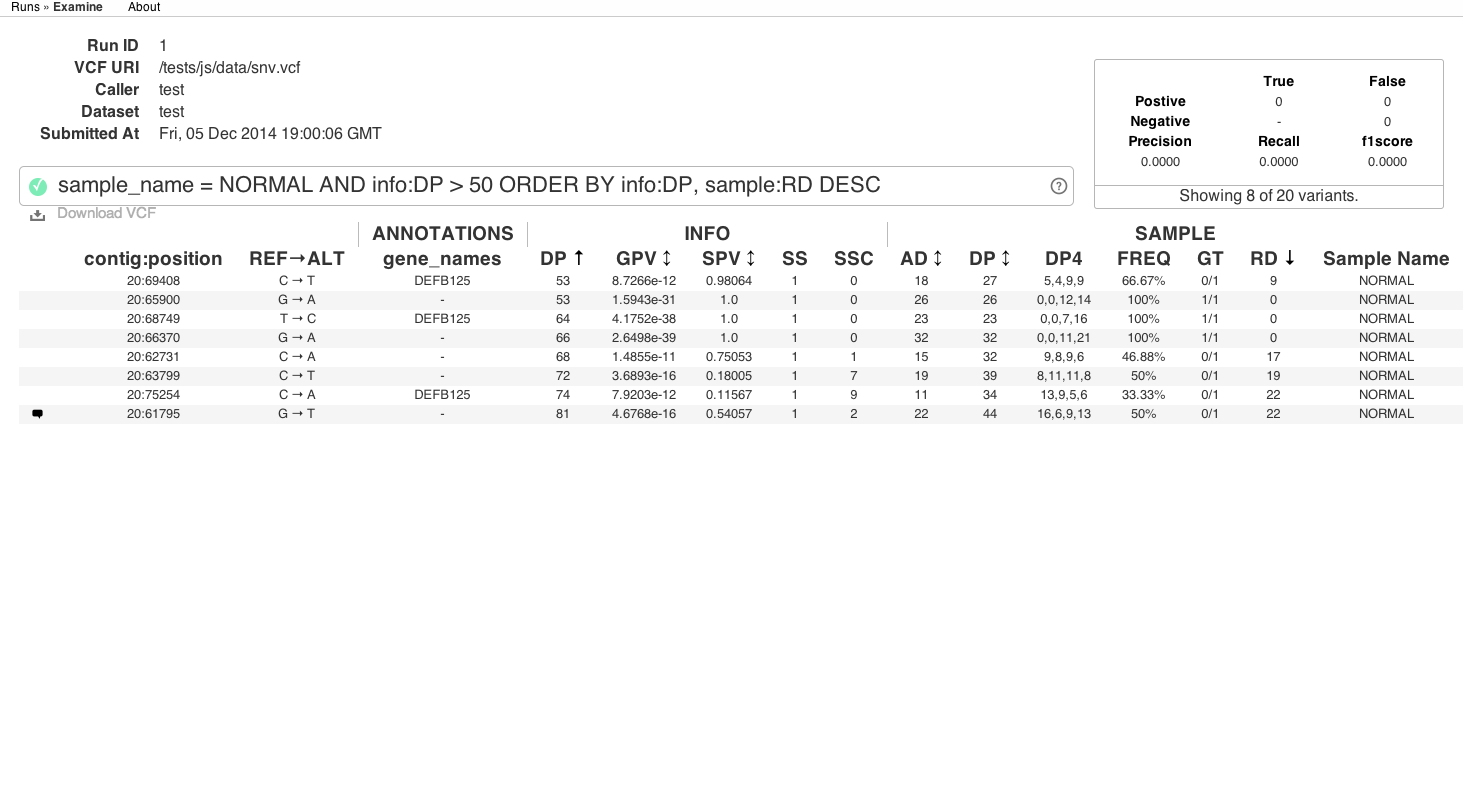 Runs » Examine About
Run ID 1
VCF URI /tests/js/data/snv.vcf
Caller test
Dataset test
Submitted At Fri, 05 Dec 2014 19:00:06 GMT
True False
Postive 0 0
Negative - 0
Precision Recall f1score
0.0000 0.0000 0.0000
Showing 8 of 20 variants.
sample_name = NORMAL AND info:DP > 50 ORDER BY info:DP, sample:RD DESC ?
Download VCF
ANNOTATIONS INFO SAMPLE
contig:position REF→ALT gene_names DP ↑ GPV ↕ SPV ↕ SS SSC AD ↕ DP ↕ DP4 FREQ GT RD ↓ Sample Name
20:69408 C → T DEFB125 53 8.7266e-12 0.98064 1 0 18 27 5,4,9,9 66.67% 0/1 9 NORMAL
20:65900 G → A - 53 1.5943e-31 1.0 1 0 26 26 0,0,12,14 100% 1/1 0 NORMAL
20:68749 T → C DEFB125 64 4.1752e-38 1.0 1 0 23 23 0,0,7,16 100% 1/1 0 NORMAL
20:66370 G → A - 66 2.6498e-39 1.0 1 0 32 32 0,0,11,21 100% 1/1 0 NORMAL
20:62731 C → A - 68 1.4855e-11 0.75053 1 1 15 32 9,8,9,6 46.88% 0/1 17 NORMAL
20:63799 C → T - 72 3.6893e-16 0.18005 1 7 19 39 8,11,11,8 50% 0/1 19 NORMAL
20:75254 C → A DEFB125 74 7.9203e-12 0.11567 1 9 11 34 13,9,5,6 33.33% 0/1 22 NORMAL
20:61795 G → T - 81 4.6768e-16 0.54057 1 2 22 44 16,6,9,13 50% 0/1 22 NORMAL